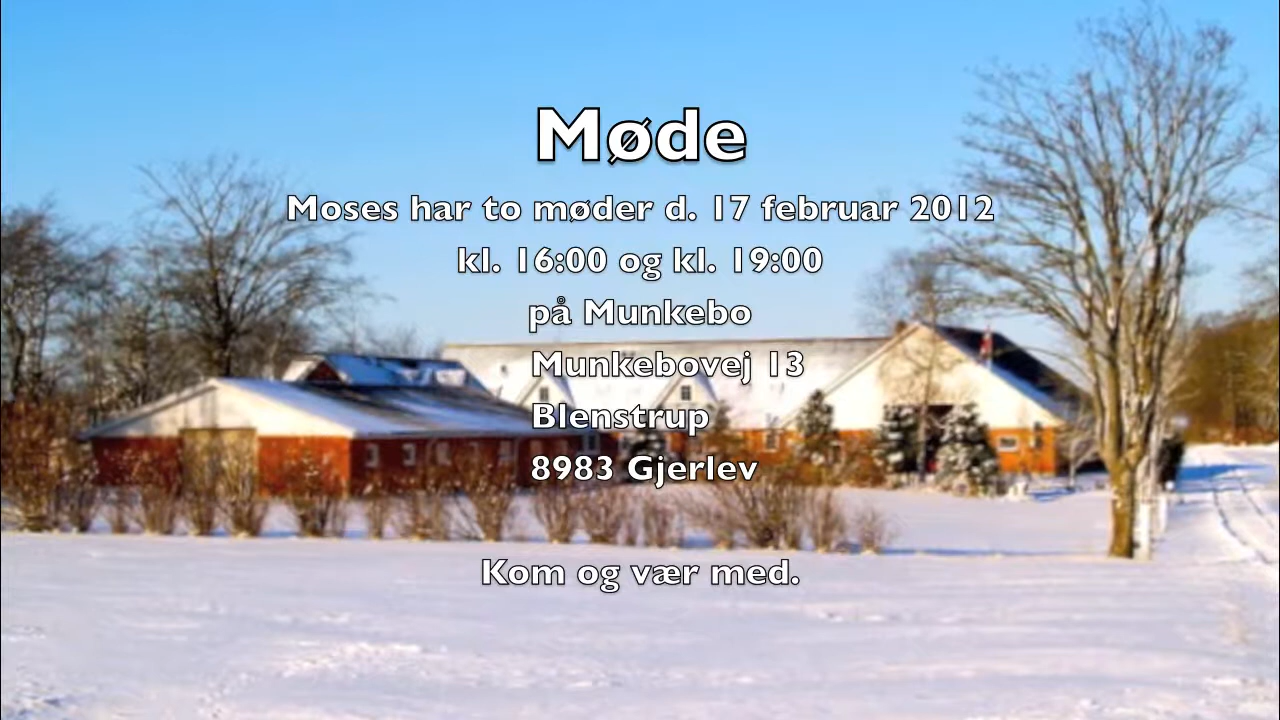 Møde
Moses har to møder d. 17 februar 2012
kl. 16:00 og kl. 19:00
på Munkebo
Munkebovej 13
Blenstrup
8983 Gjerlev
Kom og vær med.